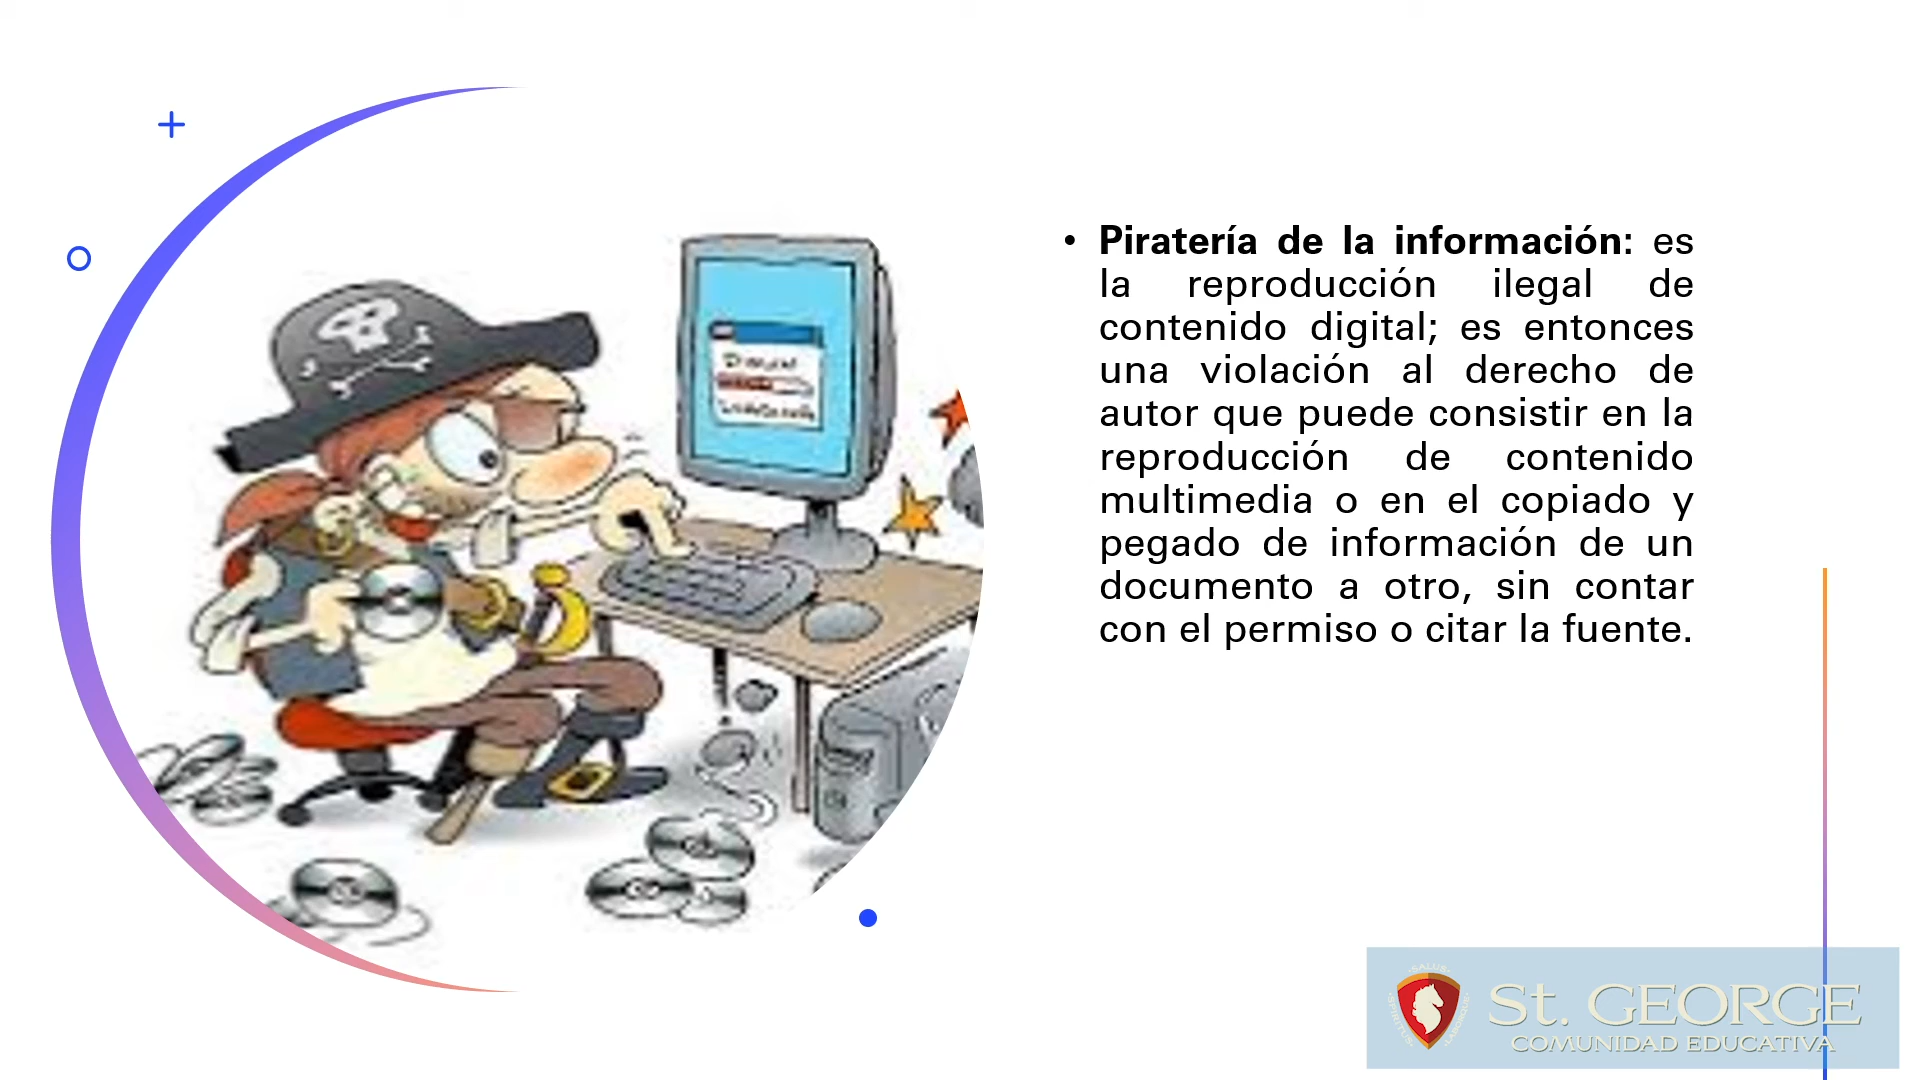 • Piratería de la información: es
la reproducción ilegal de
contenido digital; es entonces
una violación al derecho de
autor que puede consistir en la
reproducción de contenido
multimedia o en el copiado y
pegado de información de un
documento a otro, sin contar
con el permiso o citar la fuente.
SALUS
SPIRITUS
St. GEORGE
COMUNIDAD EDUCATIVA